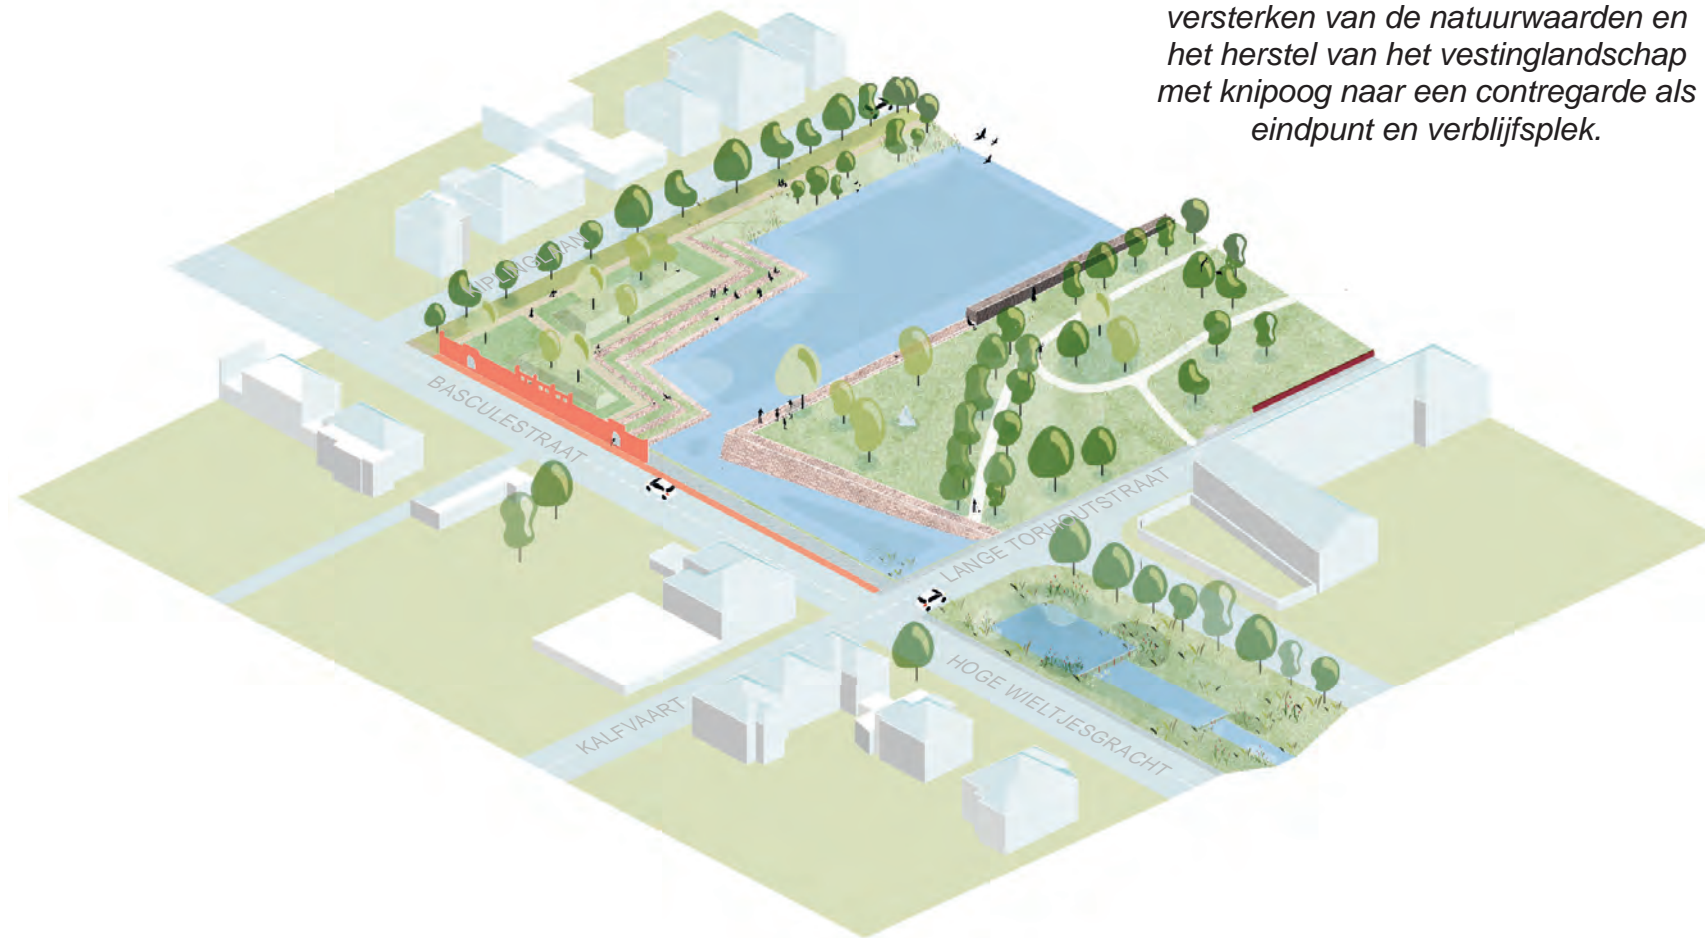 versterken van de natuurwaarden en
het herstel van het vestinglandschap
met knipoog naar een contregarde als
eindpunt en verblijfsplek.
KIPLINGLAAN
BASCULESTRAAT
LANGE TORHOUTSTRAAT
KALFVAART
HOGE WIELTJESGRACHT